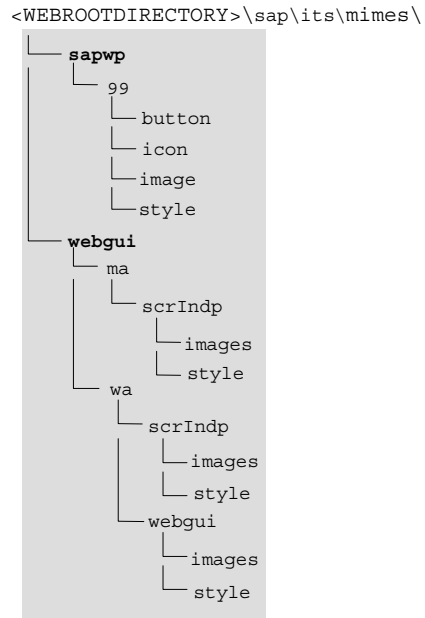 <WEBROOTDIRECTORY>\sap\its\mimes\
sapwp
99
button
icon
image
style
webgui
ma
scrIndp
images
style
wa
scrIndp
images
style
webgui
images
style